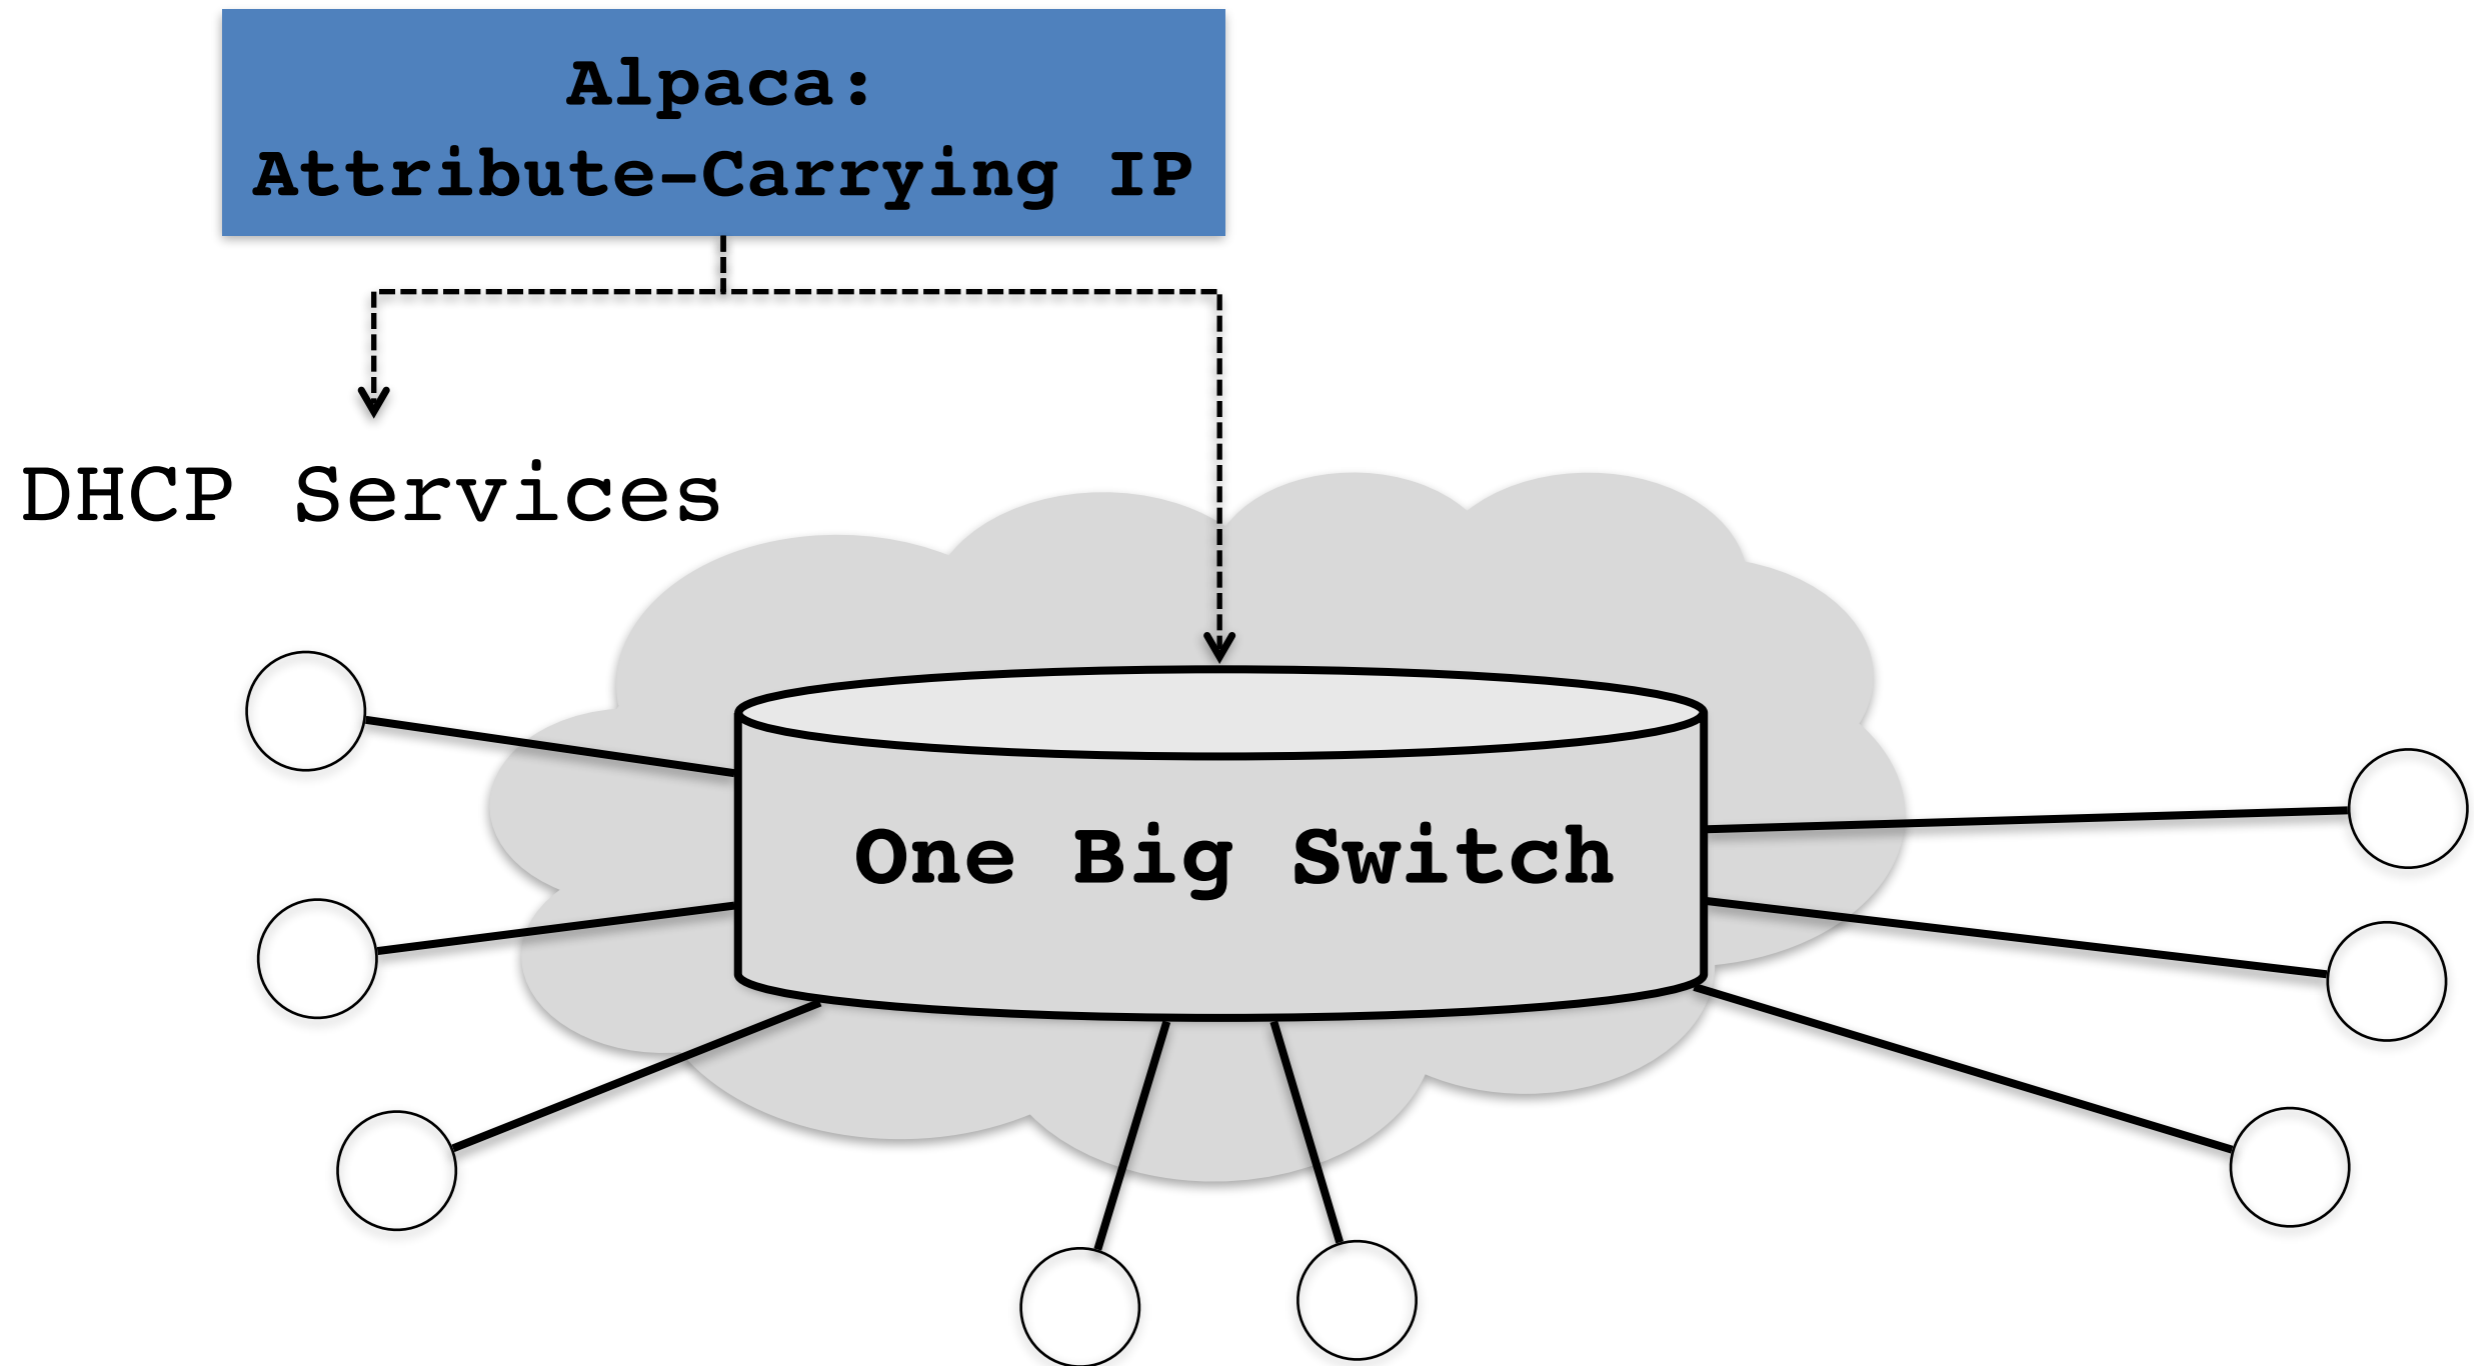 Alpaca:
Attribute-Carrying IP
DHCP Services
One Big Switch